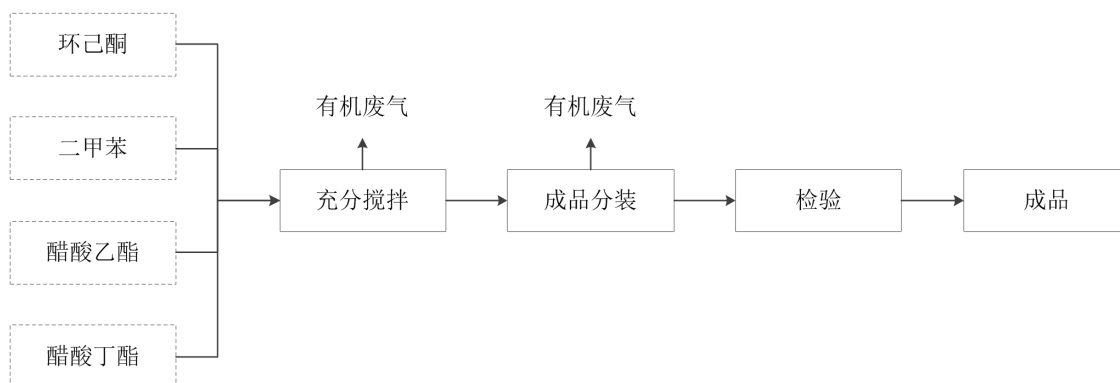 环己酮
二甲苯
醋酸乙酯
醋酸丁酯
有机废气
有机废气
充分搅拌
成品分装
检验
成品